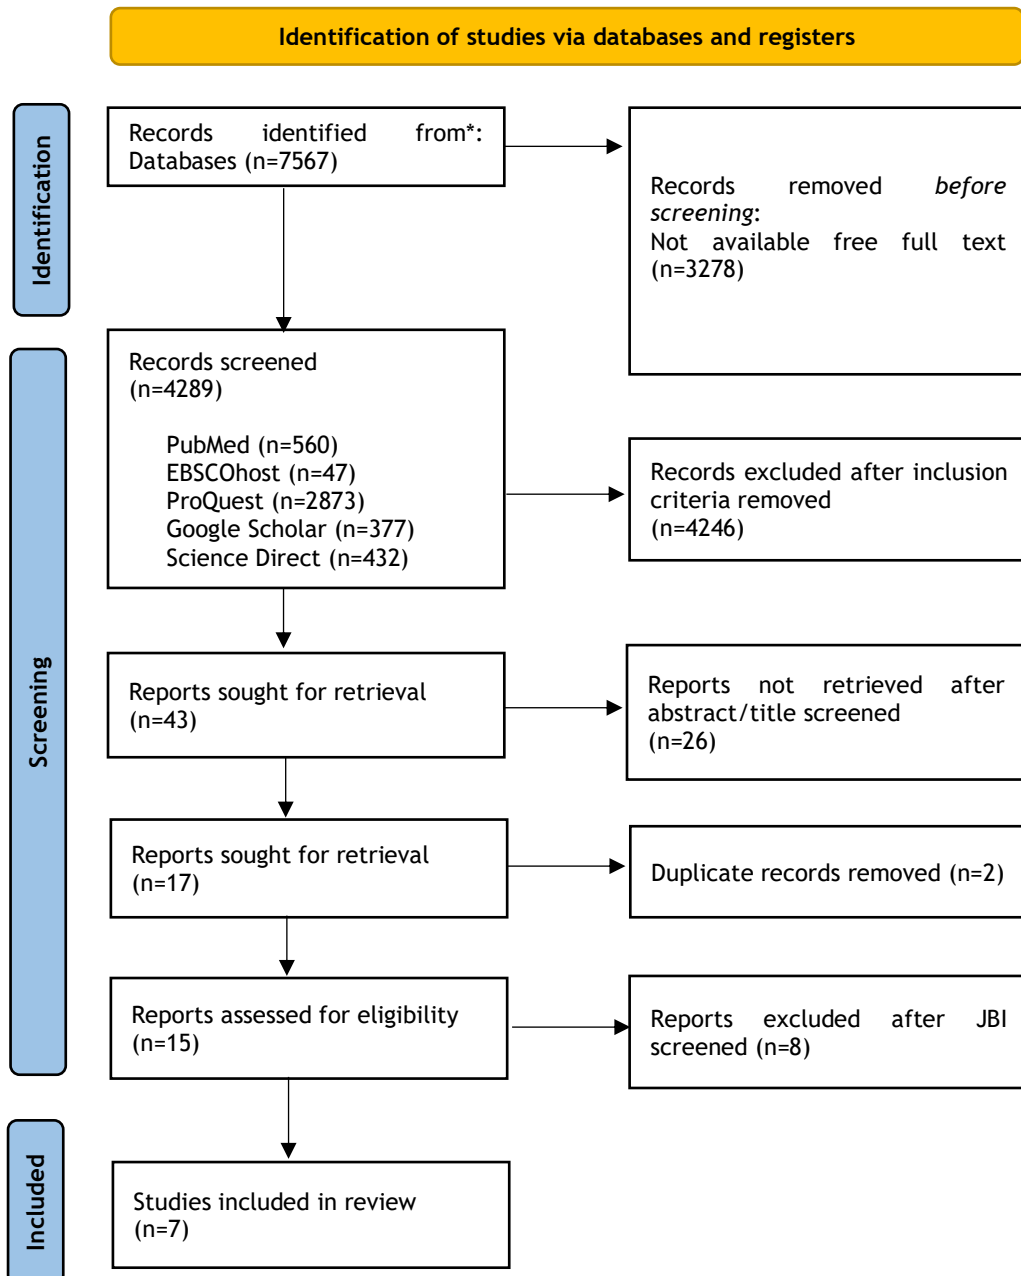 Identification of studies via databases and registers
Identification
Records identified from*:
Databases (n=7567)
Records removed before
screening:
Not available free full text
(n=3278)
Screening
Records screened
(n=4289)
PubMed (n=560)
EBSCOhost (n=47)
ProQuest (n=2873)
Google Scholar (n=377)
Science Direct (n=432)
Records excluded after inclusion
criteria removed
(n=4246)
Reports sought for retrieval
(n=43)
Reports not retrieved after
abstract/title screened
(n=26)
Reports sought for retrieval
(n=17)
Duplicate records removed (n=2)
Reports assessed for eligibility
(n=15)
Reports excluded after JBI
screened (n=8)
Included
Studies included in review
(n=7)